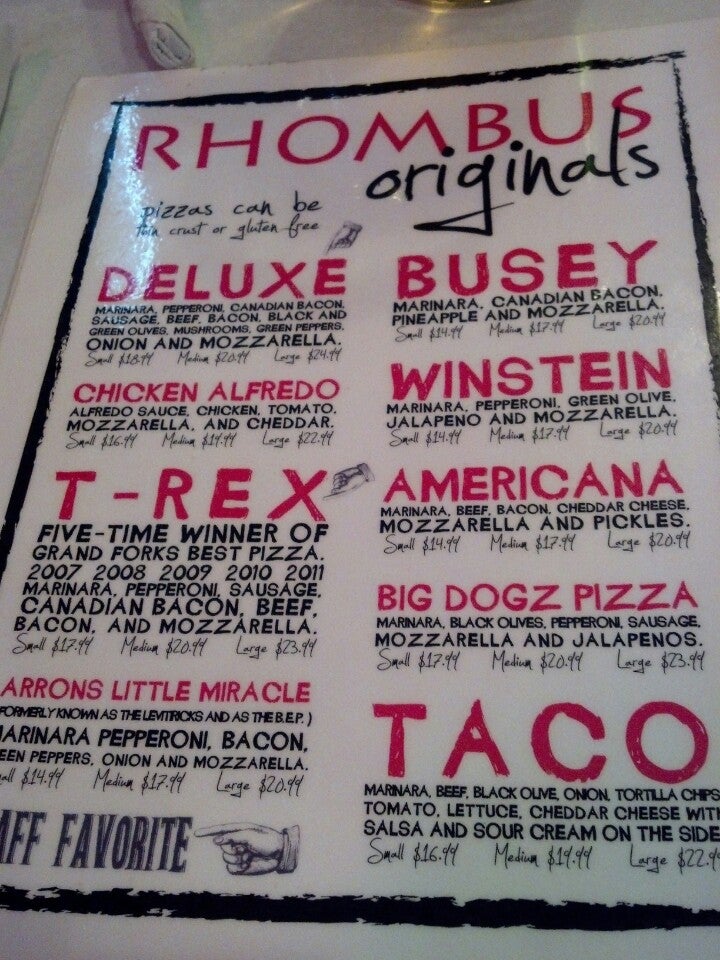 RHOMBUS
originals
pizzas can be
thin crust or gluten free
DELUXE
MARINARA, PEPPERONI, CANADIAN BACON,
SAUSAGE, BEEF, BACON, BLACK AND
GREEN OLIVES, MUSHROOMS, GREEN PEPPERS,
ONION AND MOZZARELLA.
Small $18.99 Medium $20.99 Large $24.99
CHICKEN ALFREDO
ALFREDO SAUCE, CHICKEN, TOMATO,
MOZZARELLA, AND CHEDDAR.
Small $16.99 Medium $19.99 Large $22.99
T-REX
FIVE-TIME WINNER OF
GRAND FORKS BEST PIZZA.
2007 2008 2009 2010 2011
MARINARA, PEPPERONI, SAUSAGE,
CANADIAN BACON, BEEF,
BACON, AND MOZZARELLA.
Small $17.99 Medium $20.99 Large $23.99
ARRONS LITTLE MIRACLE
FORMERLY KNOWN AS THE LEVITRICKS AND AS THE B.E.P. )
MARINARA PEPPERONI, BACON,
EEN PEPPERS, ONION AND MOZZARELLA.
all $14.99 Medium $17.99 Large $20.99
AFF FAVORITE
BUSEY
MARINARA, CANADIAN BACON,
PINEAPPLE AND MOZZARELLA.
Small $14.99 Medium $17.99 Large $20.99
WINSTEIN
MARINARA, PEPPERONI, GREEN OLIVE,
JALAPENO AND MOZZARELLA.
Small $14.99 Medium $17.99 Large $20.99
AMERICANA
MARINARA, BEEF, BACON, CHEDDAR CHEESE,
MOZZARELLA AND PICKLES.
Small $14.99 Medium $17.99 Large $20.99
BIG DOGZ PIZZA
MARINARA, BLACK OLIVES, PEPPERONI, SAUSAGE,
MOZZARELLA AND JALAPENOS.
Small $17.99 Medium $20.99 Large $23.99
TACO
MARINARA, BEEF, BLACK OLIVE, ONION, TORTILLA CHIPS
TOMATO, LETTUCE, CHEDDAR CHEESE WITH
SALSA AND SOUR CREAM ON THE SIDE
Small $16.99 Medium $19.99 Large $22.99